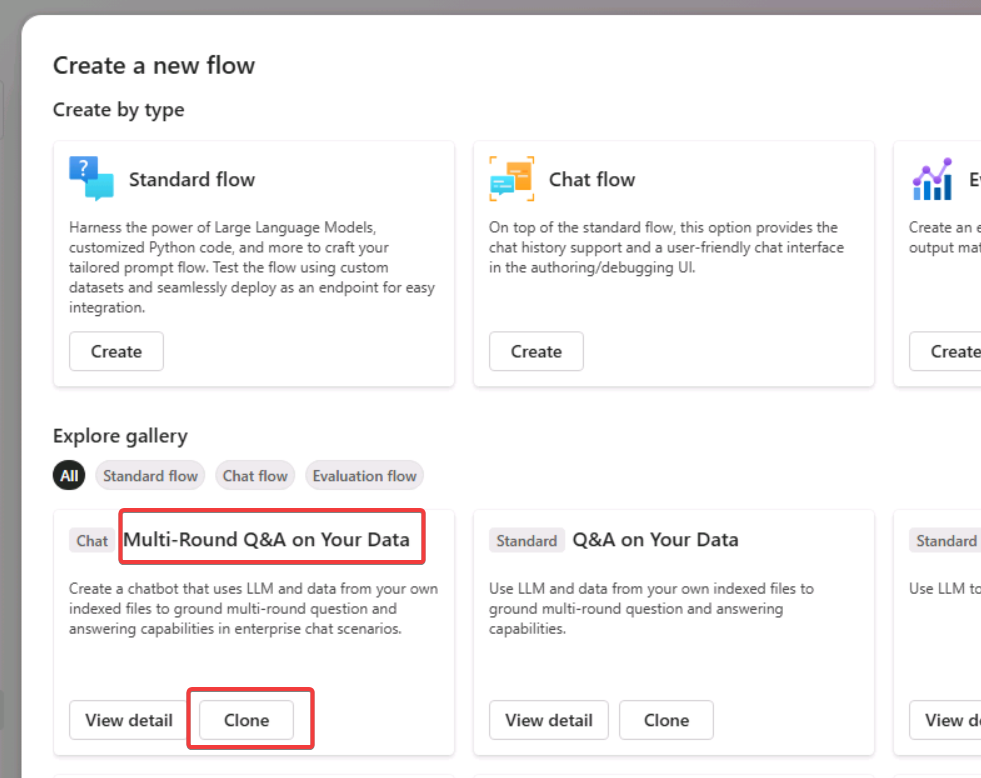 Create a new flow
Create by type
Standard flow
Harness the power of Large Language Models,
customized Python code, and more to craft your
tailored prompt flow. Test the flow using custom
datasets and seamlessly deploy as an endpoint for easy
integration.
Create
Chat flow
On top of the standard flow, this option provides the
chat history support and a user-friendly chat interface
in the authoring/debugging UI.
Create
Create an
output
Create
Explore gallery
All Standard flow Chat flow Evaluation flow
Chat Multi-Round Q&A on Your Data
Create a chatbot that uses LLM and data from your own
indexed files to ground multi-round question and
answering capabilities in enterprise chat scenarios.
View detail Clone
Standard Q&A on Your Data
Use LLM and data from your own indexed files to
ground multi-round question and answering
capabilities.
View detail Clone
Standard
Use LLM to
View